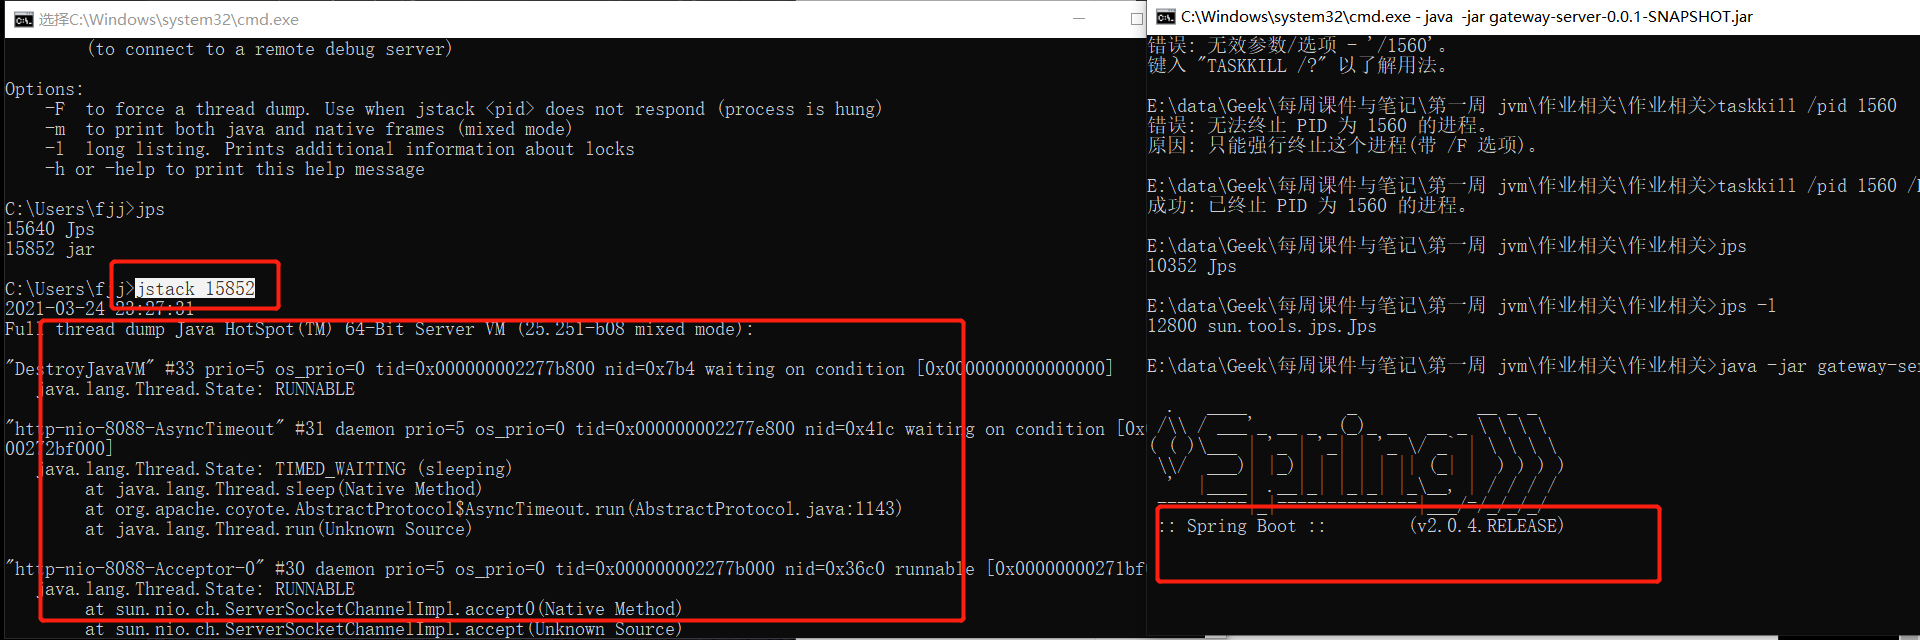 选择C:\Windows\system32\cmd.exe
(to connect to a remote debug server)
Options:
-F  to force a thread dump. Use when jstack <pid> does not respond (process is hung)
-m  to print both java and native frames (mixed mode)
-l  long listing. Prints additional information about locks
-h or -help to print this help message
C:\Users\fjj>jps
15640 Jps
15852 jar
C:\Users\fjj>jstack 15852
2021-03-24 23:27:31
Full thread dump Java HotSpot(TM) 64-Bit Server VM (25.251-b08 mixed mode):
"DestroyJavaVM" #33 prio=5 os_prio=0 tid=0x000000002277b800 nid=0x7b4 waiting on condition [0x0000000000000000]
java.lang.Thread.State: RUNNABLE
"http-nio-8088-AsyncTimeout" #31 daemon prio=5 os_prio=0 tid=0x000000002277e800 nid=0x41c waiting on condition [0x
00272bf000]
java.lang.Thread.State: TIMED_WAITING (sleeping)
at java.lang.Thread.sleep(Native Method)
at org.apache.coyote.AbstractProtocol$AsyncTimeout.run(AbstractProtocol.java:1143)
at java.lang.Thread.run(Unknown Source)
"http-nio-8088-Acceptor-0" #30 daemon prio=5 os_prio=0 tid=0x000000002277b000 nid=0x36c0 runnable [0x00000000271bf
java.lang.Thread.State: RUNNABLE
at sun.nio.ch.ServerSocketChannelImpl.accept0(Native Method)
at sun.nio.ch.ServerSocketChannelImpl.accept(Unknown Source)
C:\Windows\system32\cmd.exe - java  -jar gateway-server-0.0.1-SNAPSHOT.jar
错误: 无效参数/选项 - '/1560'。
键入 "TASKKILL /?" 以了解用法。
E:\data\Geek\每周课件与笔记\第一周 jvm\作业相关\作业相关>taskkill /pid 1560
错误: 无法终止 PID 为 1560 的进程。
原因: 只能强行终止这个进程(带 /F 选项)。
E:\data\Geek\每周课件与笔记\第一周 jvm\作业相关\作业相关>taskkill /pid 1560 /
成功: 已终止 PID 为 1560 的进程。
E:\data\Geek\每周课件与笔记\第一周 jvm\作业相关\作业相关>jps
10352 Jps
E:\data\Geek\每周课件与笔记\第一周 jvm\作业相关\作业相关>jps -l
12800 sun.tools.jps.Jps
E:\data\Geek\每周课件与笔记\第一周 jvm\作业相关\作业相关>java -jar gateway-se
Spring
:: Spring Boot ::        (v2.0.4.RELEASE)